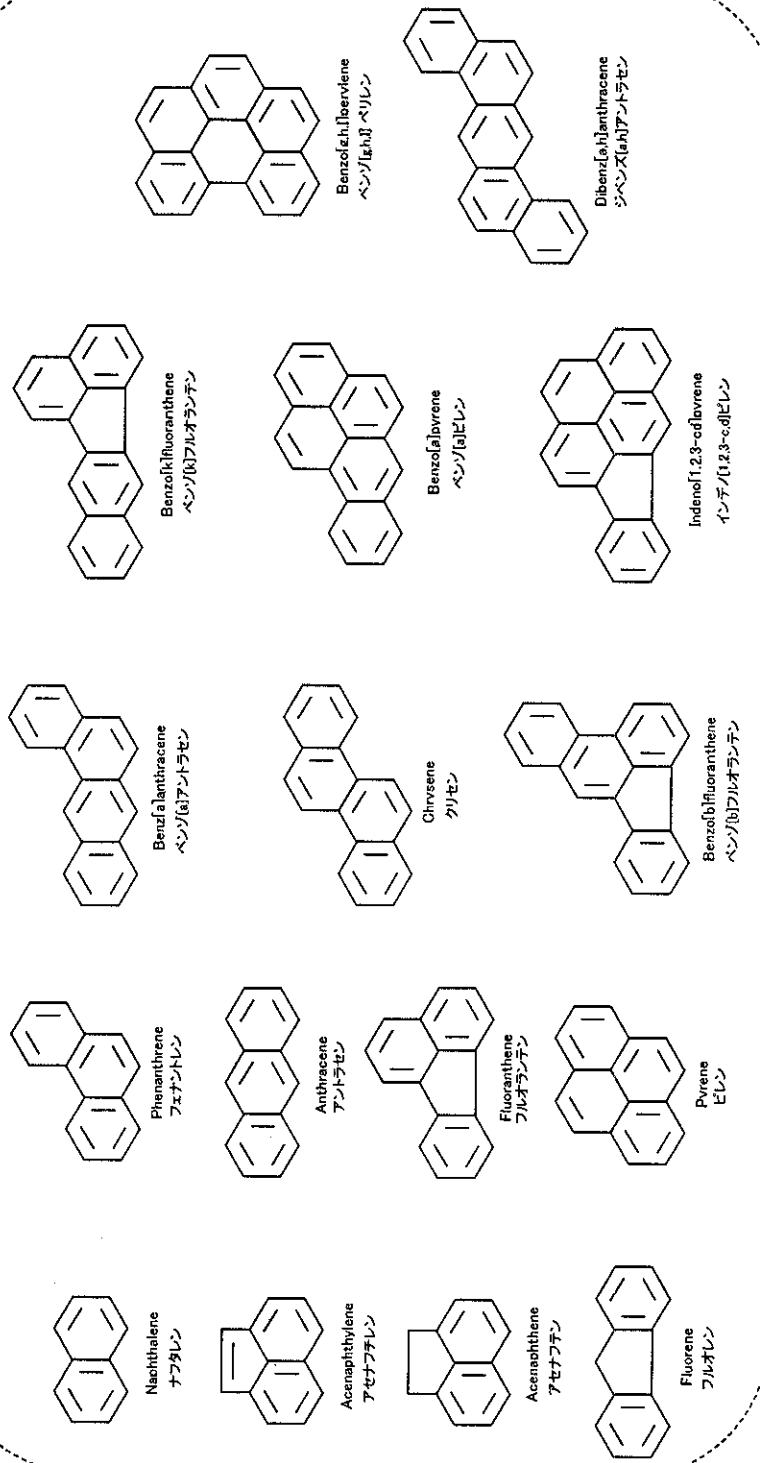 Naphthalene
ナフタレン
Acenaphthylene
アセナフチレン
Acenaphthene
アセナフテン
Fluorene
フルオレン
Phenanthrene
フェナントレン
Anthracene
アントラセン
Fluoranthene
フルオランテン
Pyrene
ピレン
Benz[a]anthracene
ベンゾ[a]アントラセン
Chrysene
クリセン
Benzo[b]fluoranthene
ベンゾ[b]フルオランテン
Benzo[k]fluoranthene
ベンゾ[k]フルオランテン
Benzo[a]pyrene
ベンゾ[a]ピレン
Indeno[1,2,3-cd]pyrene
インデノ[1,2,3-c,d]ピレン
Benzo[g,h,I]perylene
ベンゾ[g,h,I] ペリレン
Dibenz[a,h]anthracene
ジベンズ[a,h]アントラセン